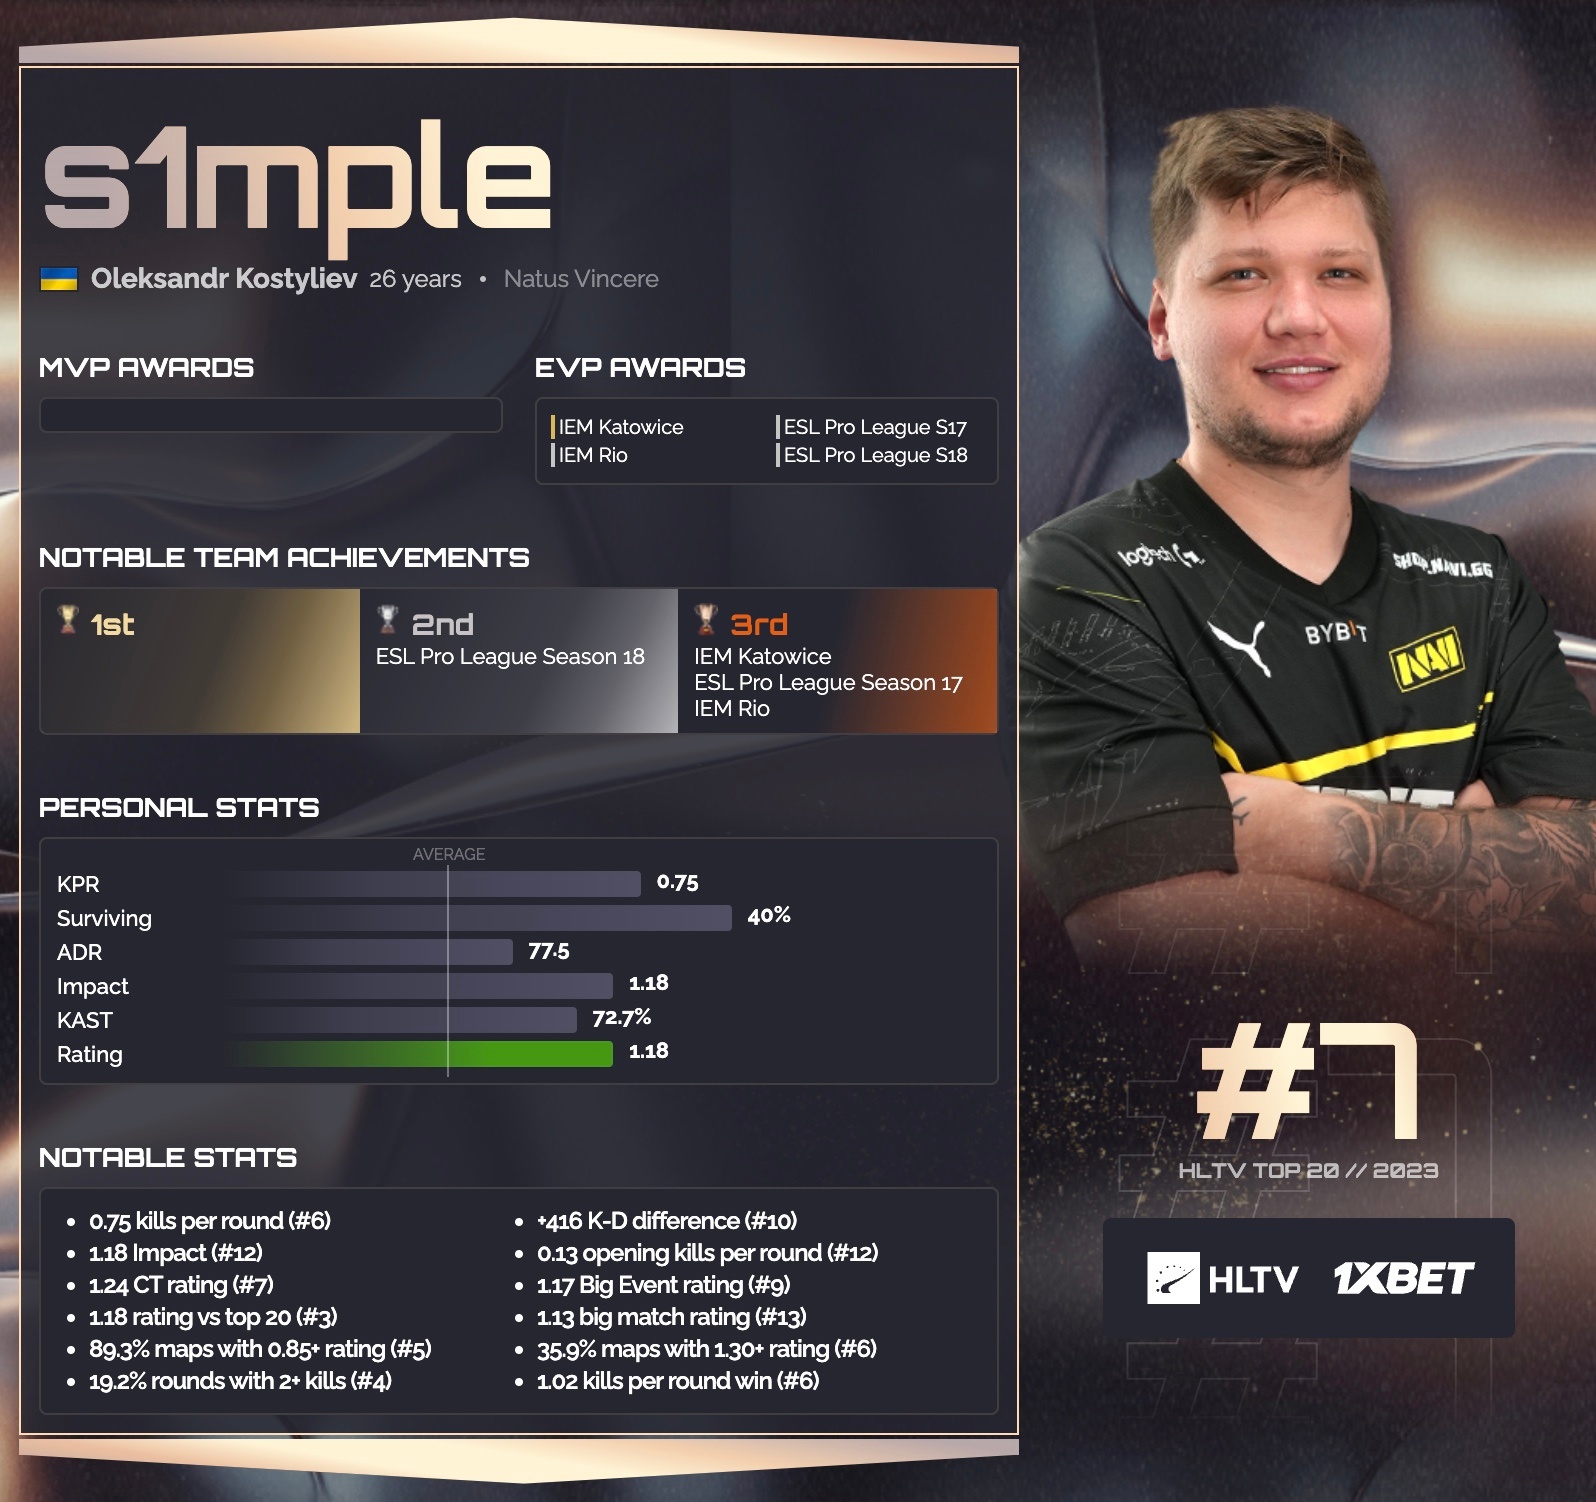 s1mple
Oleksandr Kostyliev 26 years • Natus Vincere
MVP AWARDS
EVP AWARDS
IEM Katowice
ESL Pro League S17
IEM Rio
ESL Pro League S18
NOTABLE TEAM ACHIEVEMENTS
1st
2nd
ESL Pro League Season 18
3rd
IEM Katowice
ESL Pro League Season 17
IEM Rio
PERSONAL STATS
AVERAGE
KPR 0.75
Surviving 40%
ADR 77.5
Impact 1.18
KAST 72.7%
Rating 1.18
NOTABLE STATS
• 0.75 kills per round (#6)
• 1.18 Impact (#12)
• 1.24 CT rating (#7)
• 1.18 rating vs top 20 (#3)
• 89.3% maps with 0.85+ rating (#5)
• 19.2% rounds with 2+ kills (#4)
• +416 K-D difference (#10)
• 0.13 opening kills per round (#12)
• 1.17 Big Event rating (#9)
• 1.13 big match rating (#13)
• 35.9% maps with 1.30+ rating (#6)
• 1.02 kills per round win (#6)
logitech G
SHOP.NAVI.GG
BYBIT
NAVI
#7
HLTV TOP 20 // 2023
HLTV 1XBET